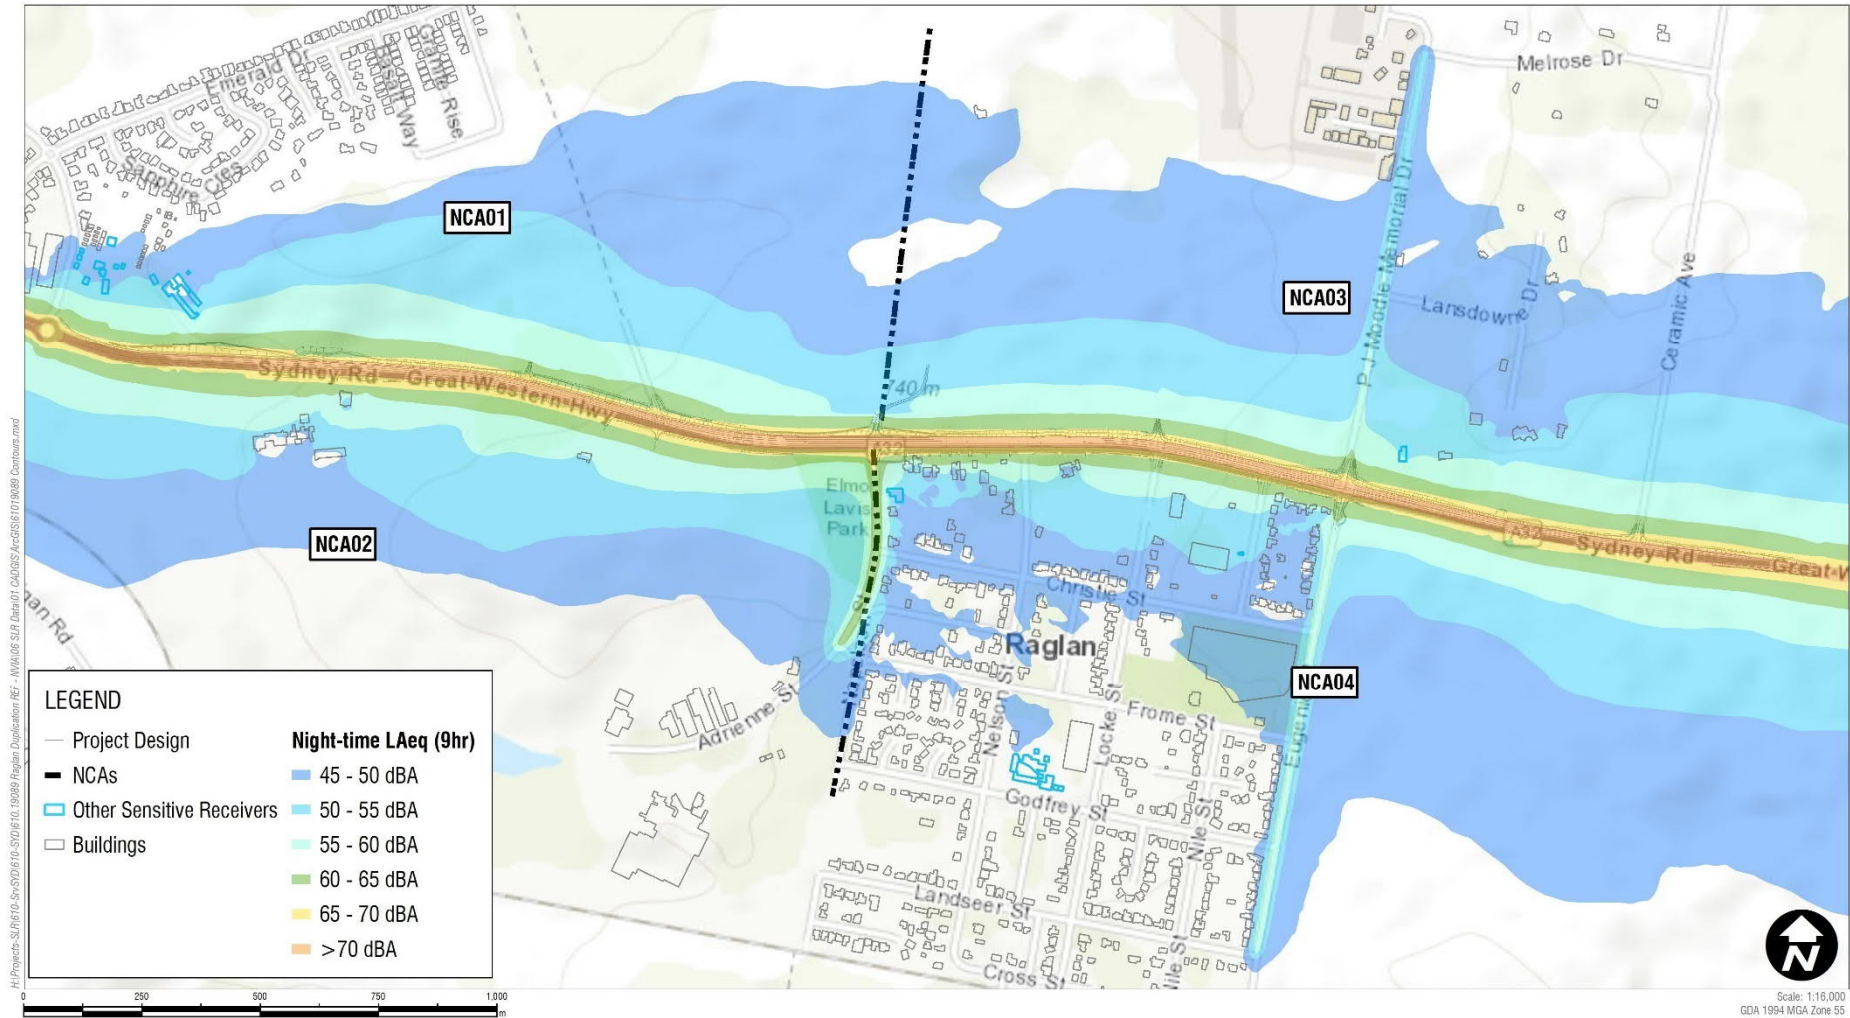 Emerald Dr
Basalt Way
Granite Rise
Sapphire Cres
Melrose Dr
NCA01
NCA03
P J Moodie Memorial Dr
Lansdowne Dr
Ceramic Ave
Sydney Rd
Great Western Hwy
740 m
A32
Elmo
Lavis
Park
NCA02
A32
Sydney Rd
Christie St
Raglan
NCA04
Frome St
Adrienne St
Nelson St
Locke St
Godfrey St
Nile St
Landseer St
Cross St
Nile St
LEGEND
Project Design
NCAs
Other Sensitive Receivers
Buildings
Night-time LAeq (9hr)
45 - 50 dBA
50 - 55 dBA
55 - 60 dBA
60 - 65 dBA
65 - 70 dBA
>70 dBA
0 250 500 750 1,000
m
N
Scale: 1:16,000
GDA 1994 MGA Zone 55